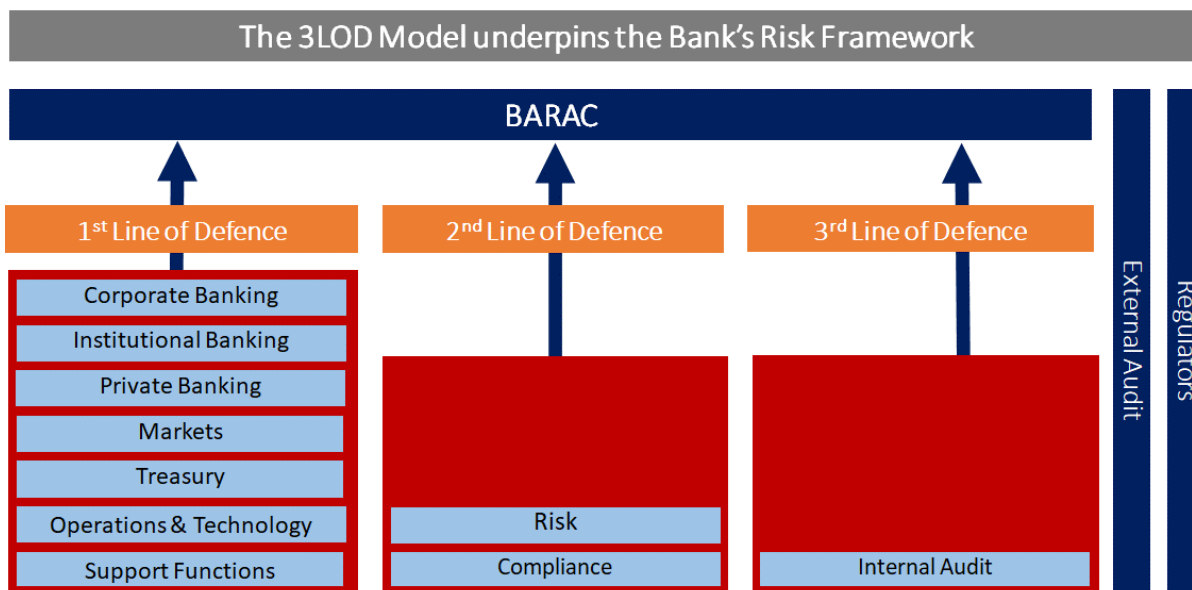 The 3LOD Model underpins the Bank's Risk Framework
BARAC
1st Line of Defence
Corporate Banking
Institutional Banking
Private Banking
Markets
Treasury
Operations & Technology
Support Functions
2nd Line of Defence
Risk
Compliance
3rd Line of Defence
Internal Audit
External Audit
Regulators